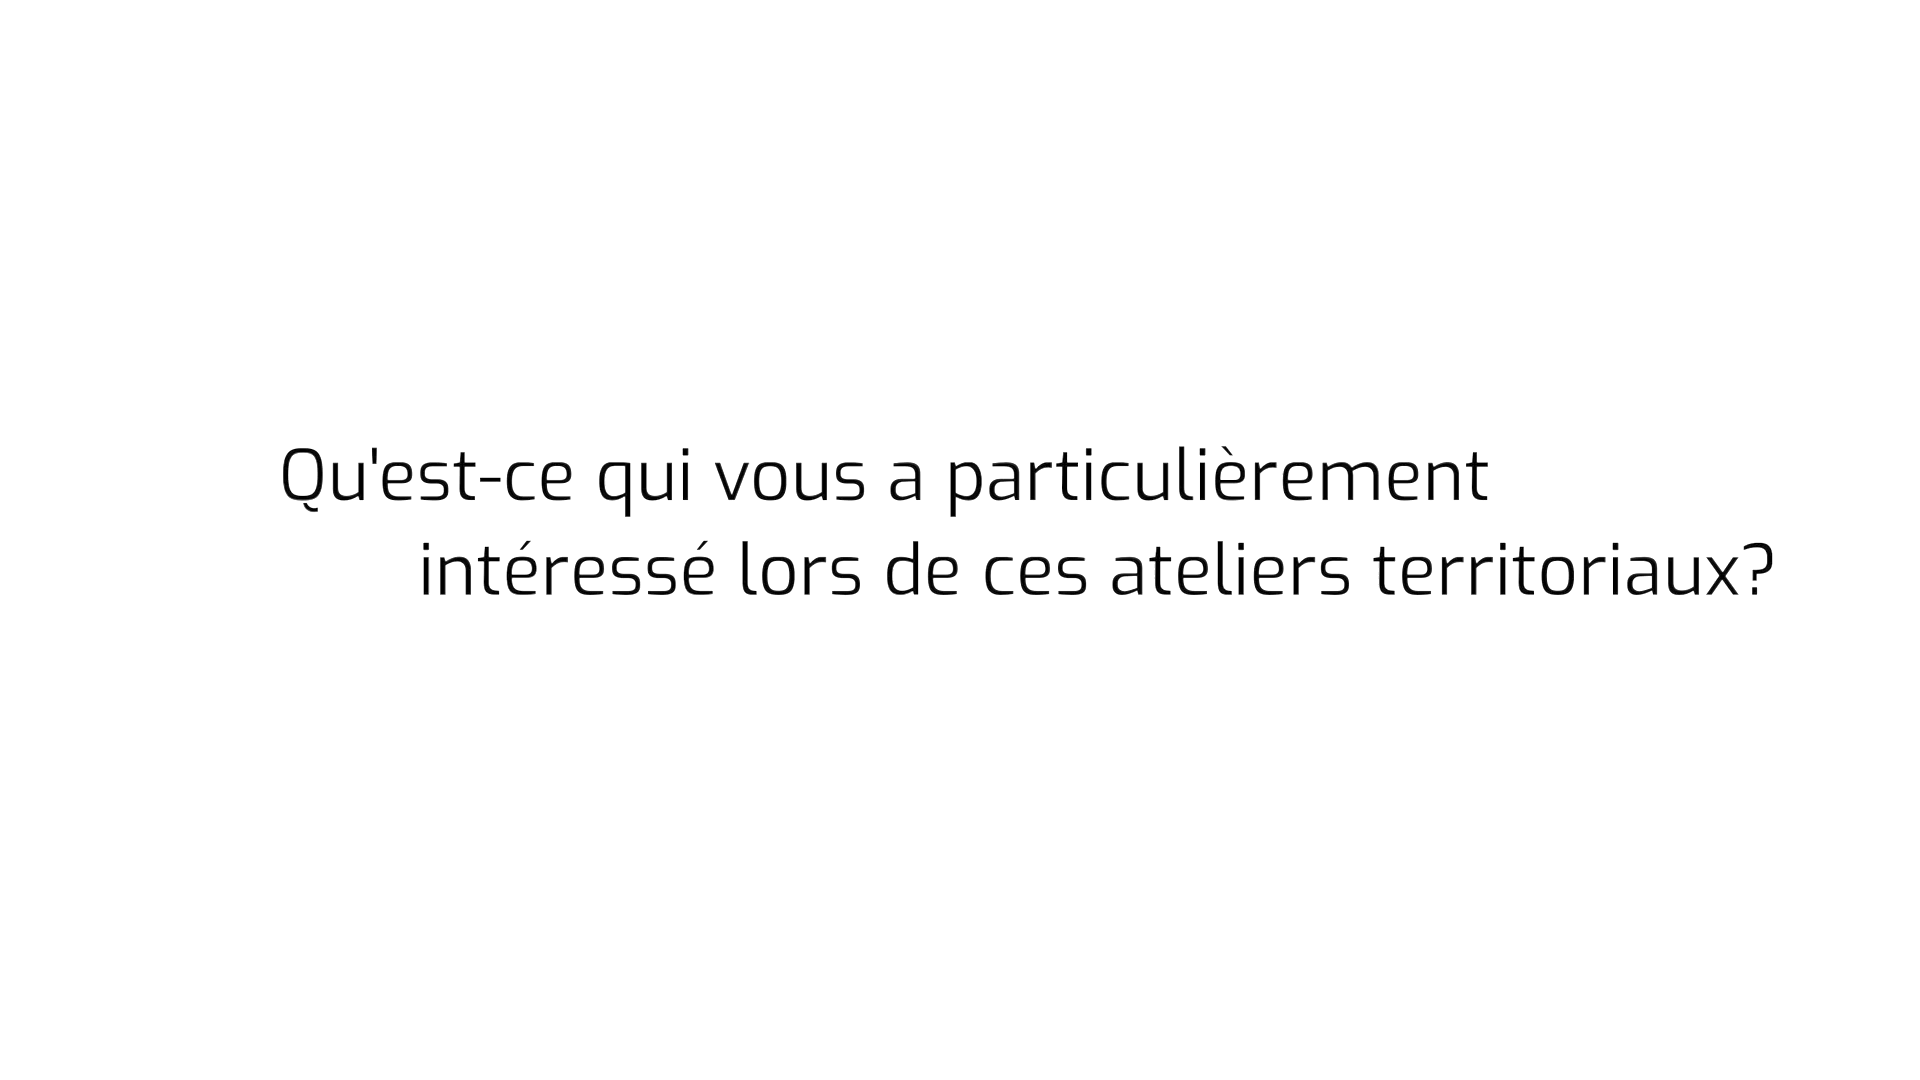 Qu'est-ce qui vous a particulièrement
intéressé lors de ces ateliers territoriaux?